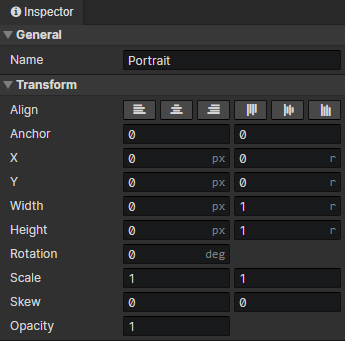 Inspector
General
Name Portrait
Transform
Align
Anchor 0 0
X 0 px 0 r
Y 0 px 0 r
Width 0 px 1 r
Height 0 px 1 r
Rotation 0 deg
Scale 1 1
Skew 0 0
Opacity 1